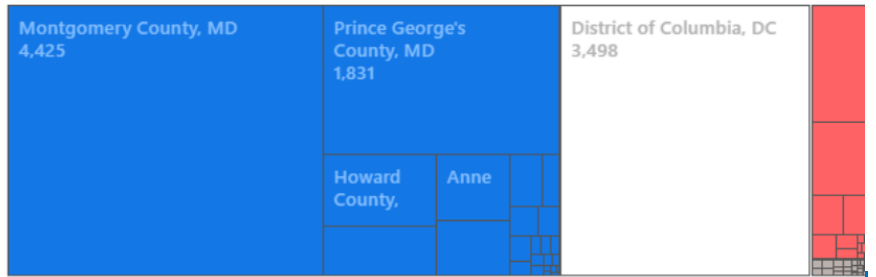 Montgomery County, MD
4,425
Prince George's
County, MD
1,831
District of Columbia, DC
3,498
Howard
County,
Anne